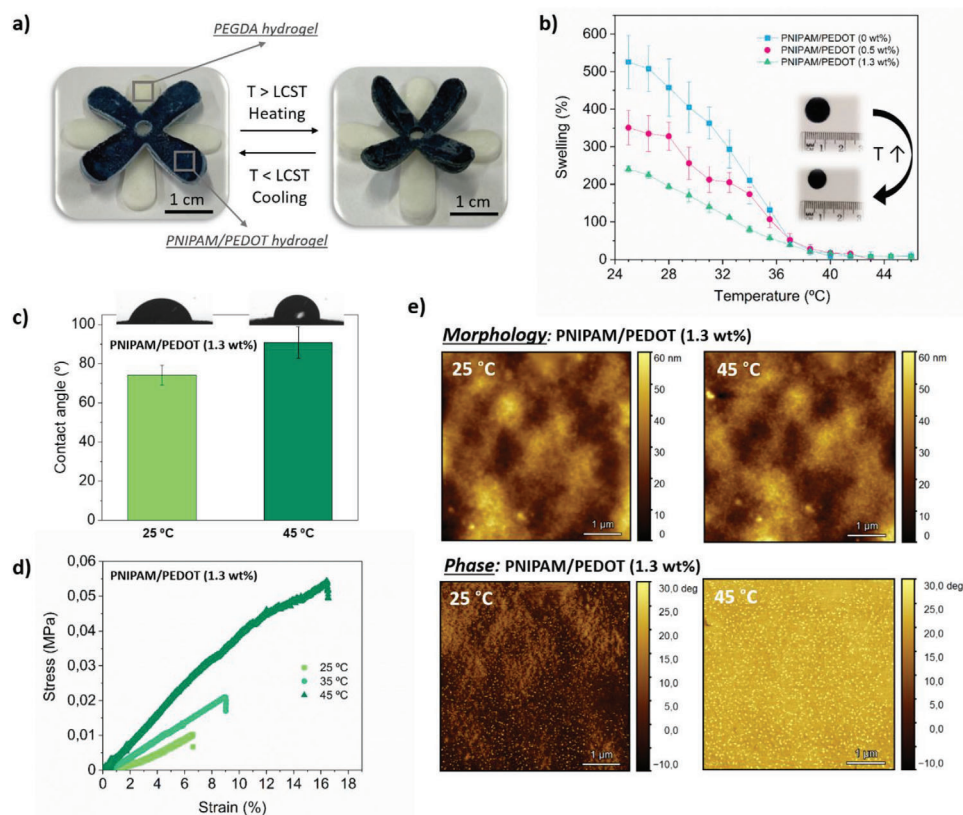 a)
PEGDA hydrogel
T > LCST
Heating
T < LCST
Cooling
1 cm
1 cm
PNIPAM/PEDOT hydrogel
b)
PNIPAM/PEDOT (0 wt%)
PNIPAM/PEDOT (0.5 wt%)
PNIPAM/PEDOT (1.3 wt%)
600
500
400
300
200
100
0
Swelling (%)
24 28 32 36 40 44
Temperature (ºC)
T ↑
1 2 3
1 2 3
c)
PNIPAM/PEDOT (1.3 wt%)
100
80
60
40
20
0
Contact angle (º)
25 ºC
45 ºC
d)
PNIPAM/PEDOT (1.3 wt%)
0,06
0,05
0,04
0,03
0,02
0,01
0,00
Stress (MPa)
25 ºC
35 ºC
45 ºC
0 2 4 6 8 10 12 14 16 18
Strain (%)
e)
Morphology: PNIPAM/PEDOT (1.3 wt%)
25 °C
1 µm
60 nm
50
40
30
20
10
0
45 °C
1 µm
60 nm
50
40
30
20
10
0
Phase: PNIPAM/PEDOT (1.3 wt%)
25 °C
1 µm
30,0 deg
25,0
20,0
15,0
10,0
5,0
0,0
−10,0
45 °C
1 µm
30,0 deg
25,0
20,0
15,0
10,0
5,0
0,0
−10,0